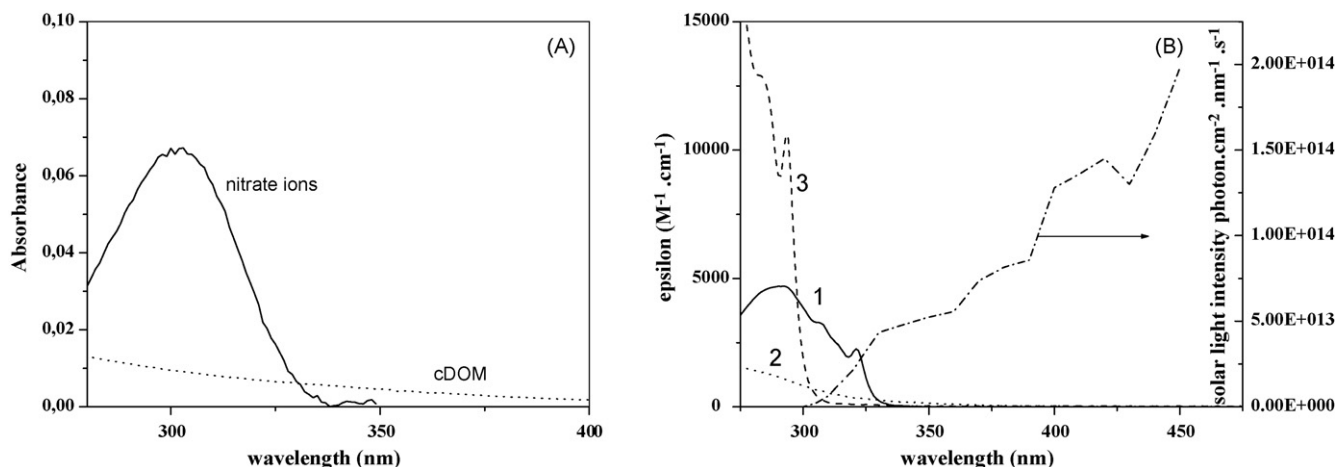 (A)
0,10
0,08
0,06
0,04
0,02
0,00
Absorbance
nitrate ions
cDOM
300
350
400
wavelength (nm)
(B)
15000
10000
5000
0
epsilon (M⁻¹ .cm⁻¹)
3
1
2
300
350
400
450
wavelength (nm)
2.00E+014
1.50E+014
1.00E+014
5.00E+013
0.00E+000
solar light intensity photon.cm⁻² .nm⁻¹ .s⁻¹